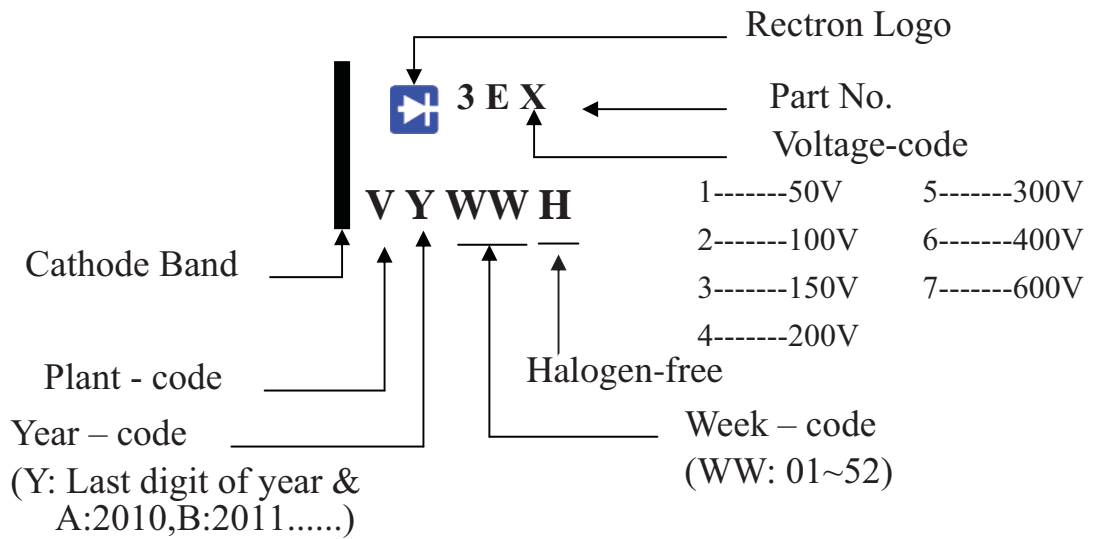 Rectron Logo
3 E X
Part No.
Voltage-code
1-------50V 5-------300V
2-------100V 6-------400V
3-------150V 7-------600V
4-------200V
V Y WW H
Cathode Band
Plant - code
Halogen-free
Year – code
(Y: Last digit of year &
A:2010,B:2011......)
Week – code
(WW: 01~52)